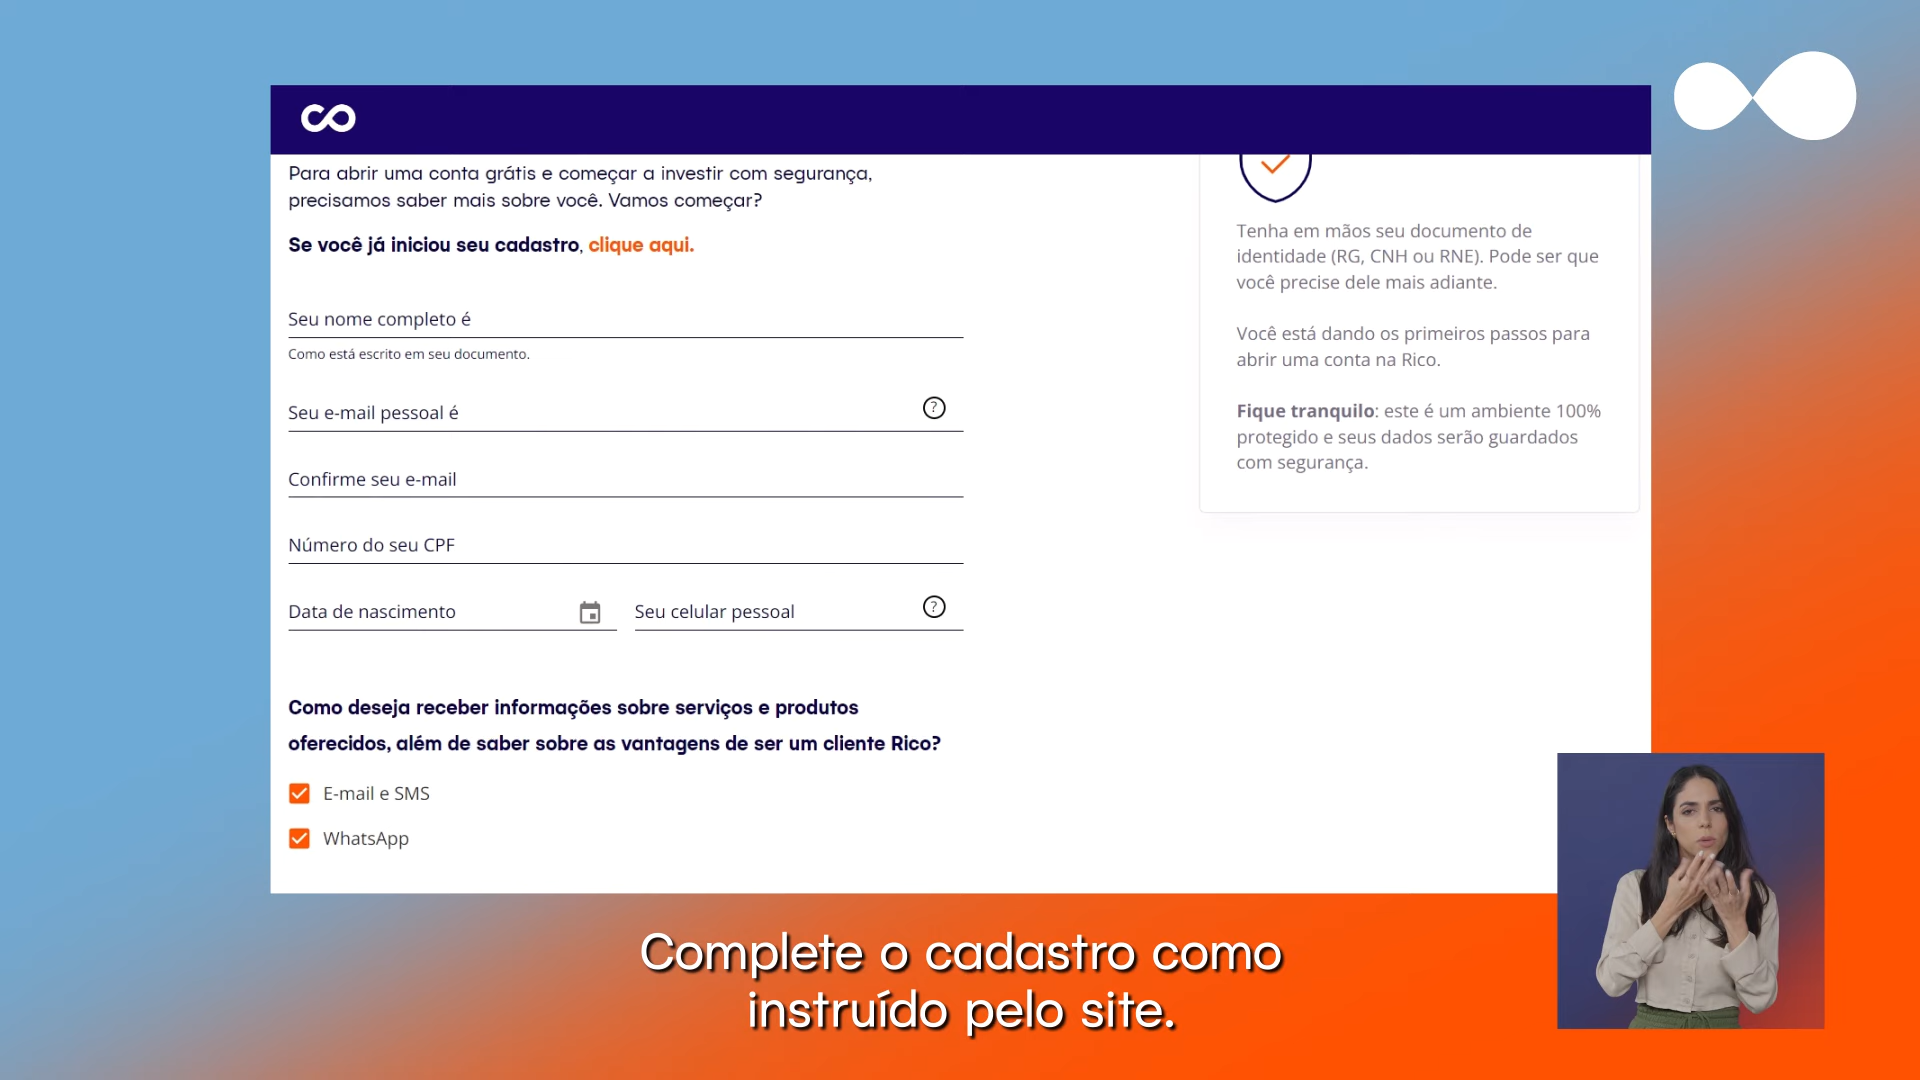 Para abrir uma conta grátis e começar a investir com segurança,
precisamos saber mais sobre você. Vamos começar?
Se você já iniciou seu cadastro, clique aqui.
Seu nome completo é
Como está escrito em seu documento.
Seu e-mail pessoal é
?
Confirme seu e-mail
Número do seu CPF
Data de nascimento
Seu celular pessoal
?
Como deseja receber informações sobre serviços e produtos
oferecidos, além de saber sobre as vantagens de ser um cliente Rico?
E-mail e SMS
WhatsApp
Tenha em mãos seu documento de
identidade (RG, CNH ou RNE). Pode ser que
você precise dele mais adiante.
Você está dando os primeiros passos para
abrir uma conta na Rico.
Fique tranquilo: este é um ambiente 100%
protegido e seus dados serão guardados
com segurança.
Complete o cadastro como
instruído pelo site.